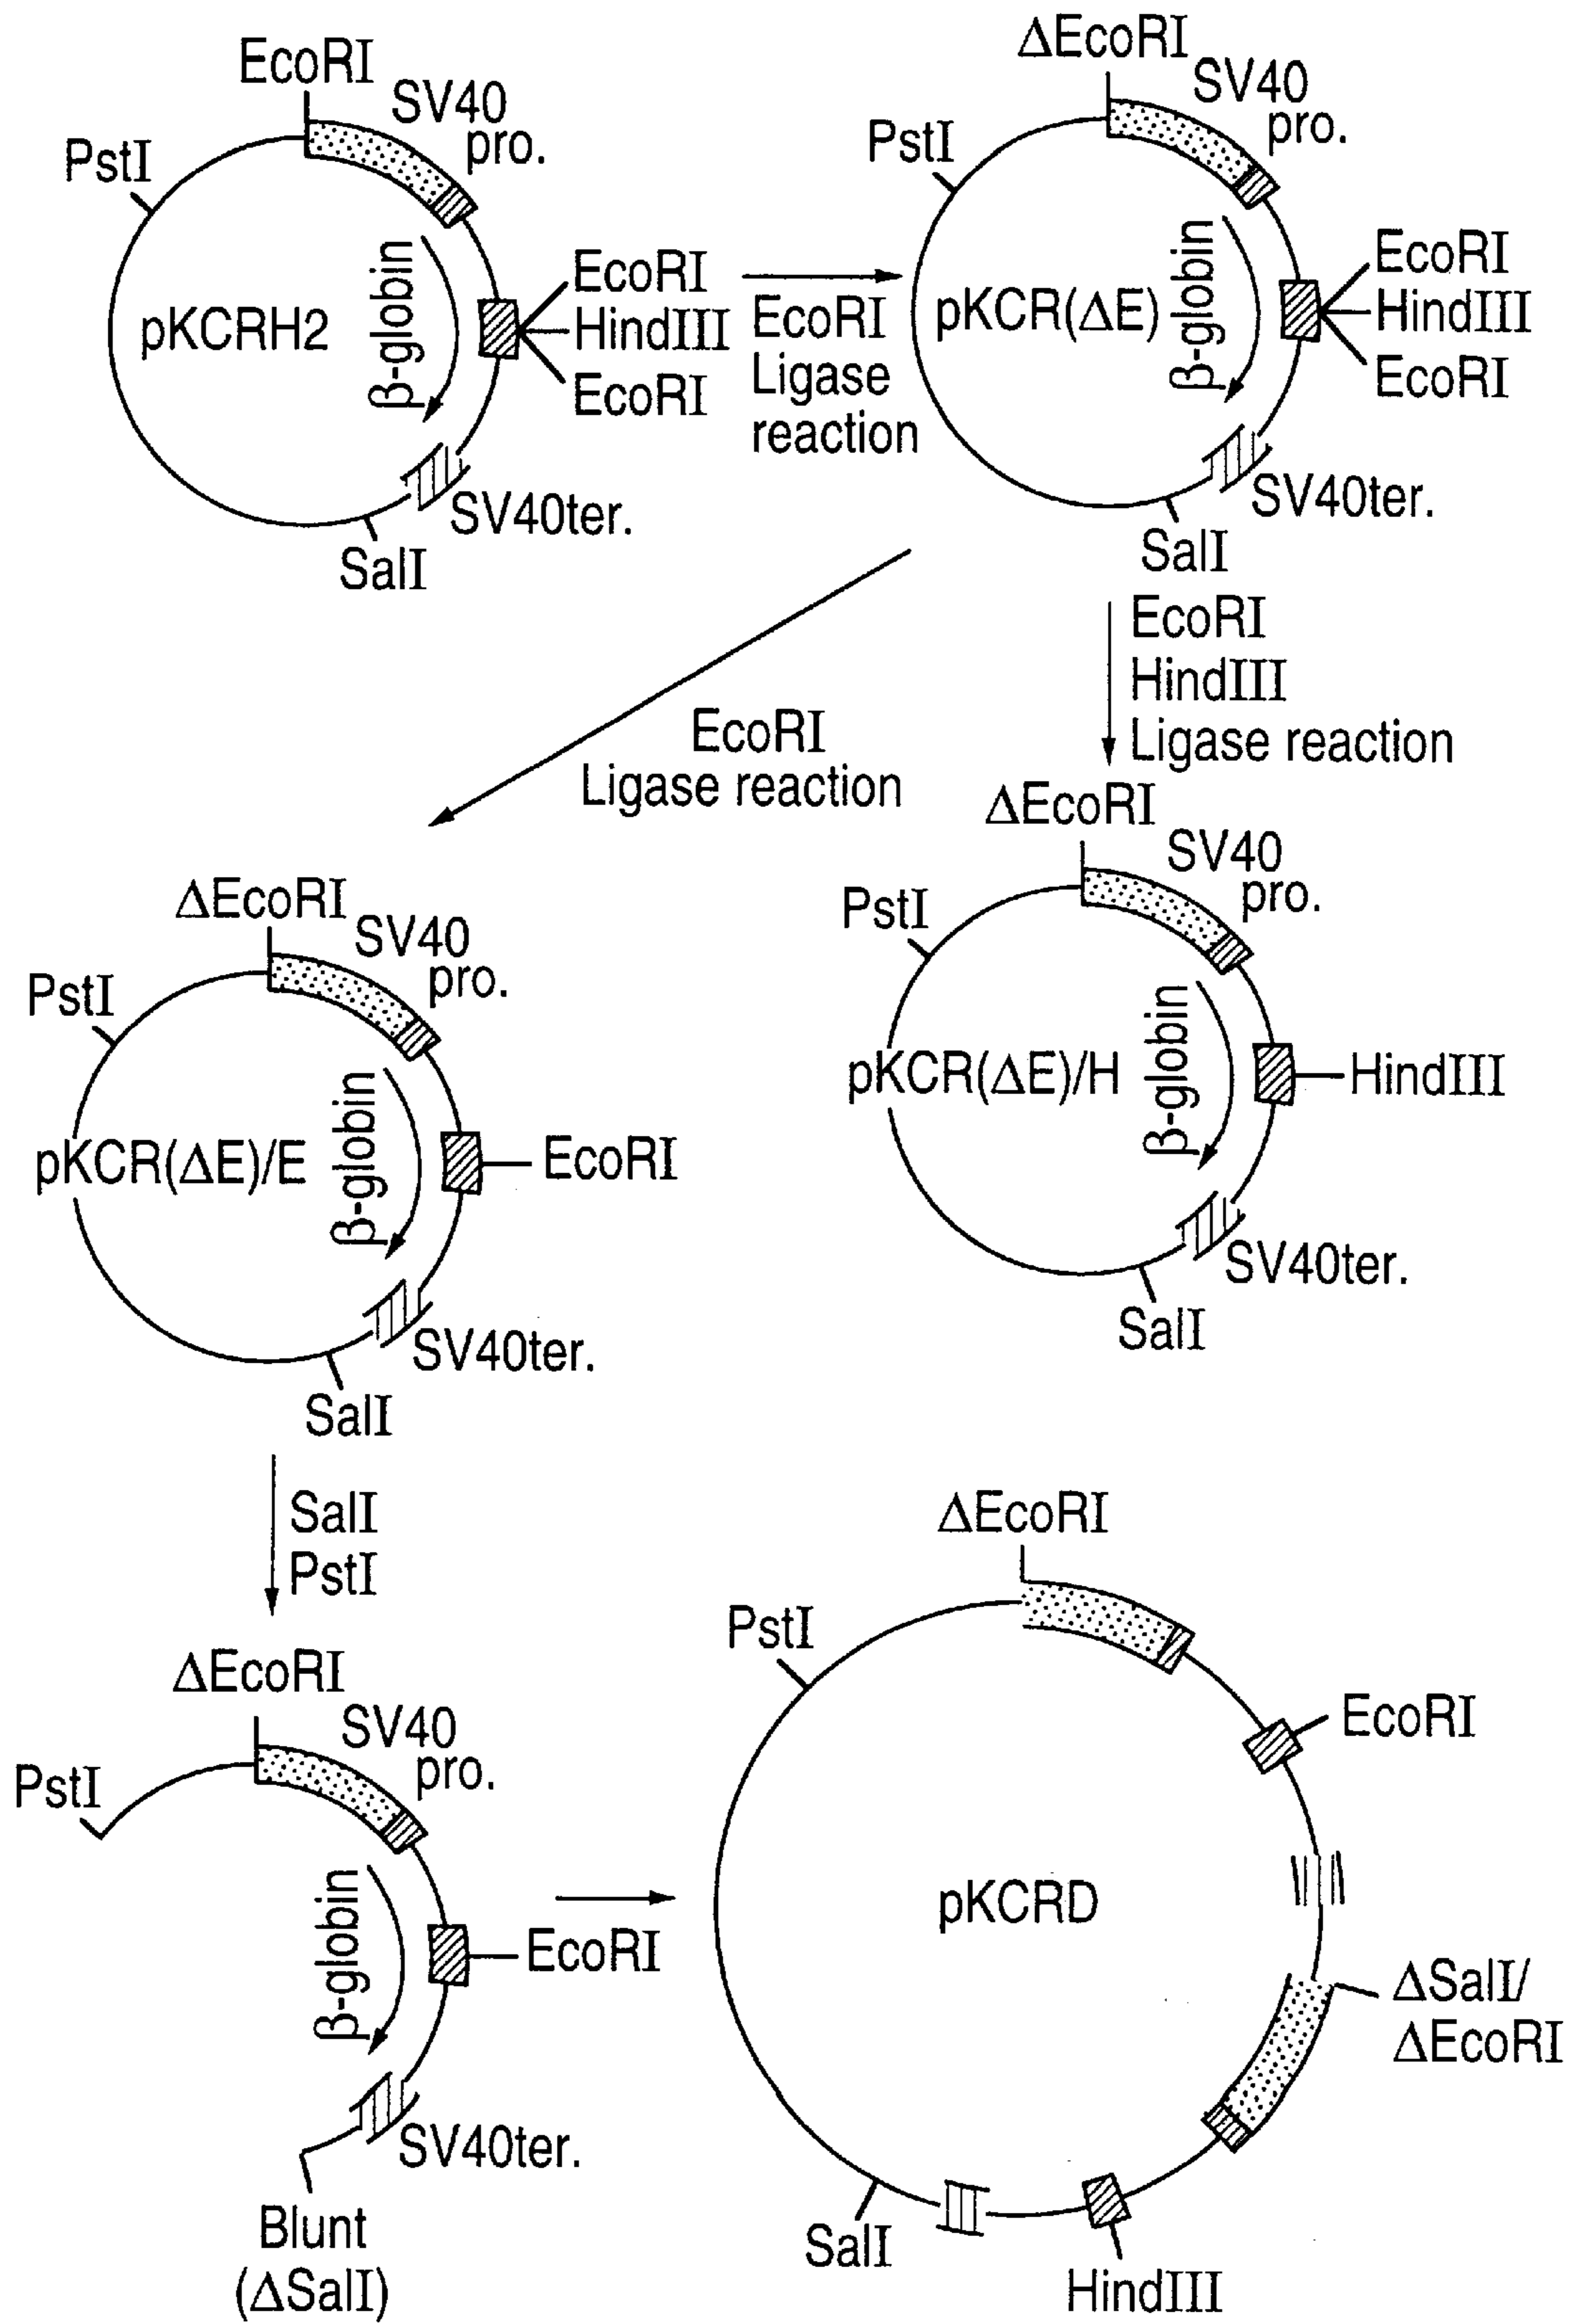 EcoRI
SV40
pro.
PstI
pKCRH2
β-globin
EcoRI
HindIII
EcoRI
SV40ter.
SalI
EcoRI
Ligase
reaction
ΔEcoRI
SV40
pro.
PstI
pKCR(ΔE)
β-globin
EcoRI
HindIII
EcoRI
SV40ter.
SalI
EcoRI
HindIII
Ligase reaction
EcoRI
Ligase reaction
ΔEcoRI
SV40
pro.
PstI
pKCR(ΔE)/H
β-globin
HindIII
SV40ter.
SalI
ΔEcoRI
SV40
pro.
PstI
pKCR(ΔE)/E
β-globin
EcoRI
SV40ter.
SalI
SalI
PstI
ΔEcoRI
SV40
pro.
PstI
β-globin
EcoRI
SV40ter.
Blunt
(ΔSalI)
ΔEcoRI
PstI
EcoRI
pKCRD
ΔSalI/
ΔEcoRI
SalI
HindIII